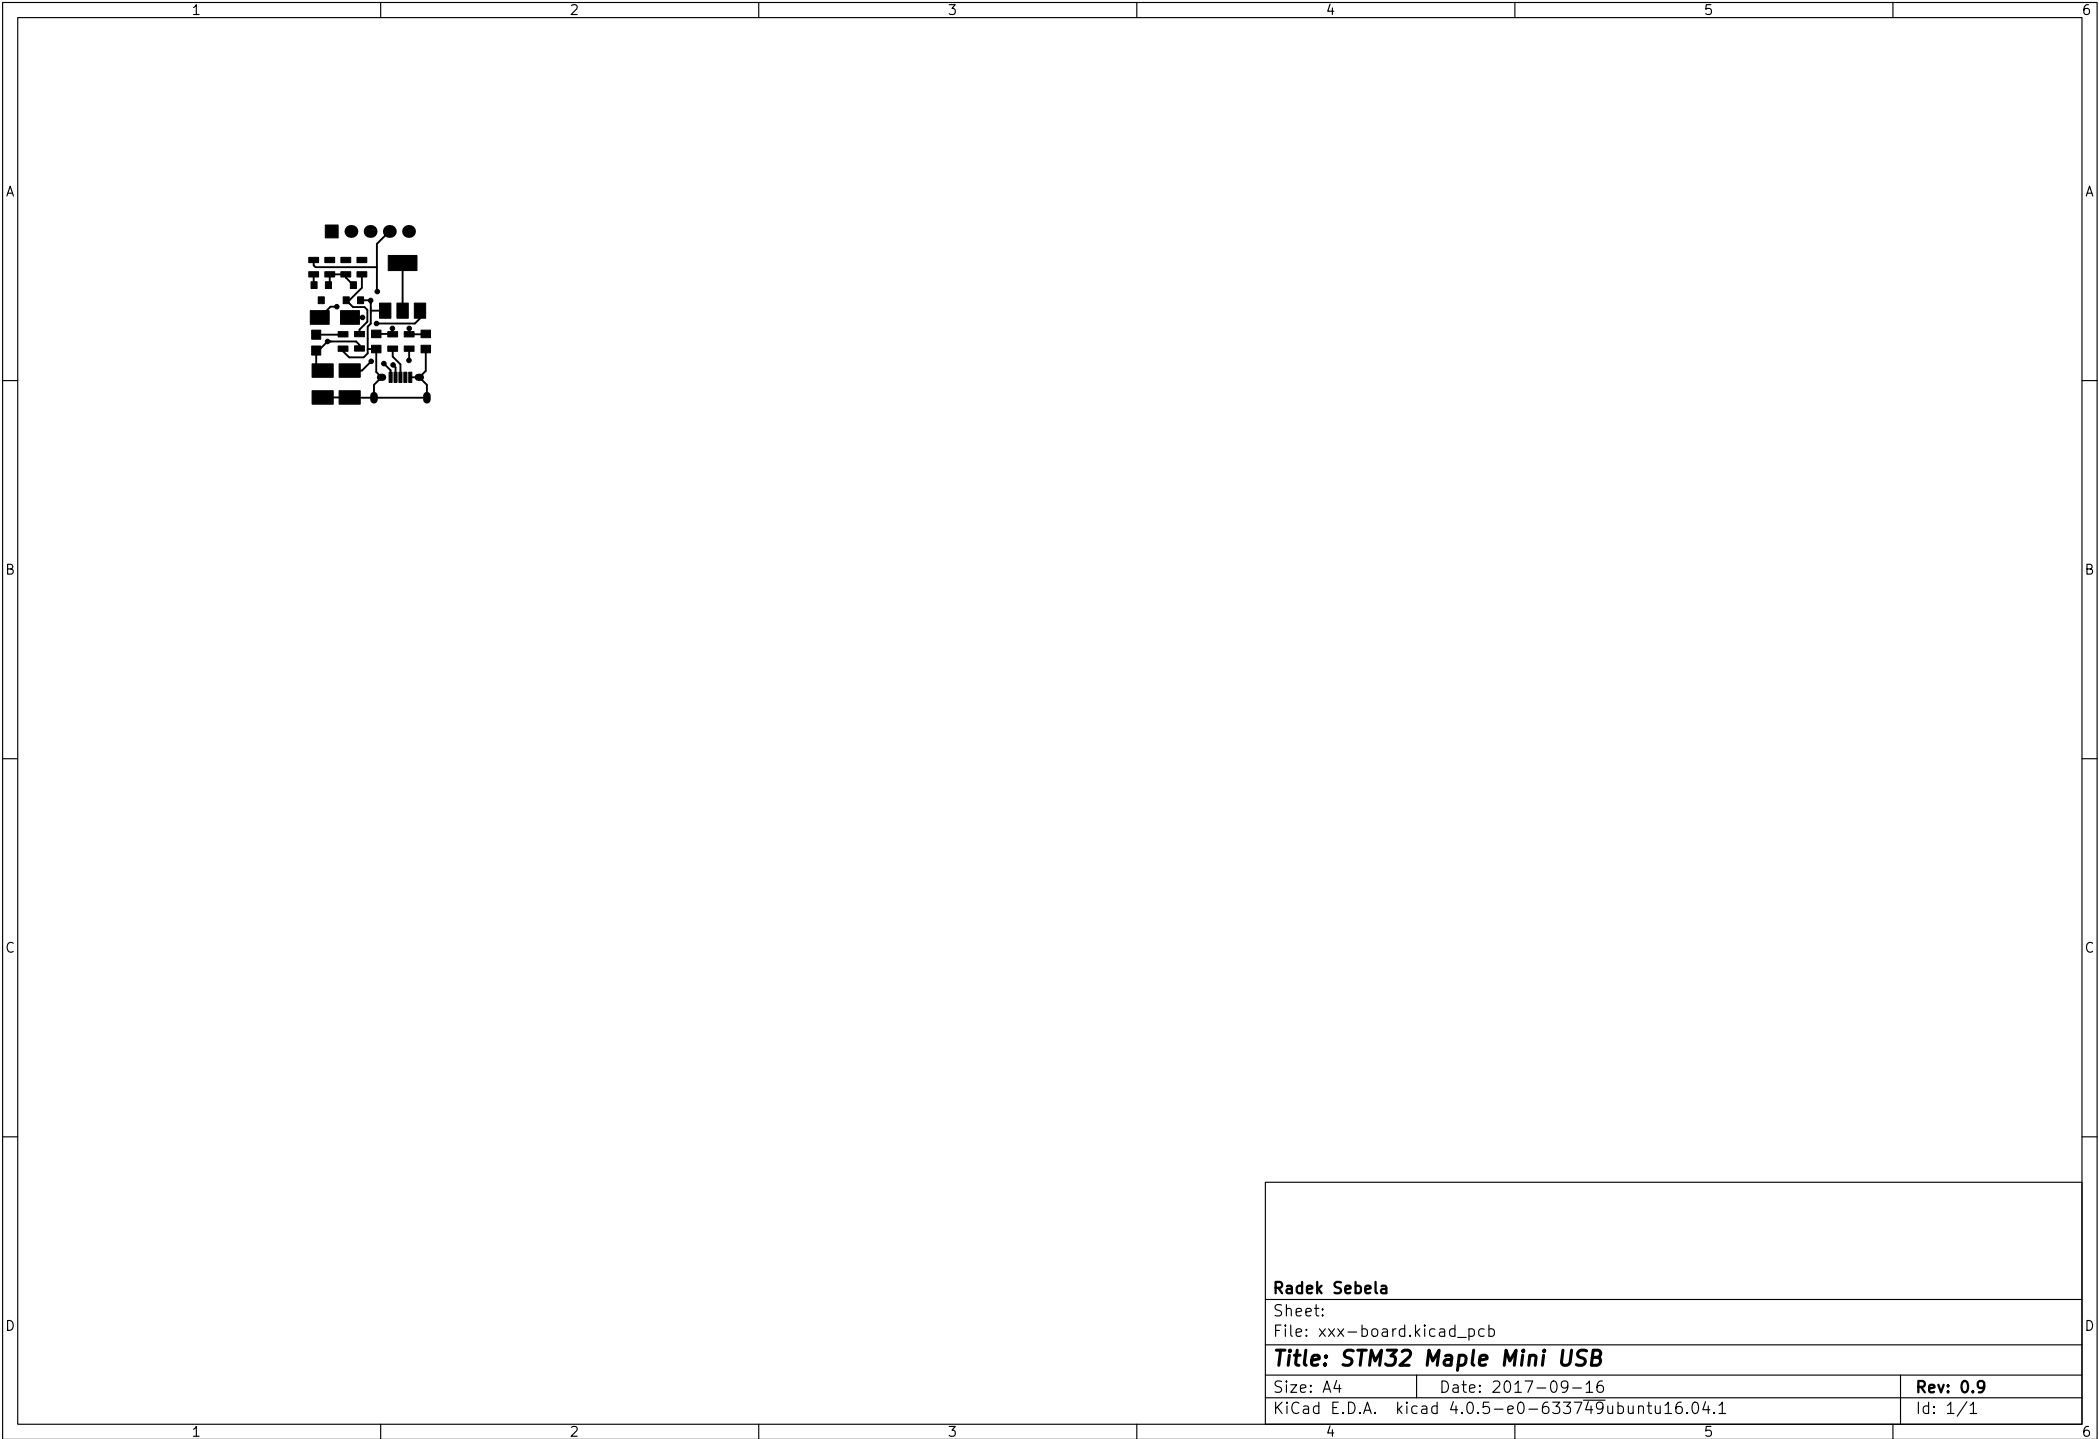 1 2 3 4 5 6
A A
B B
C C
Radek Sebela
Sheet:
File: xxx-board.kicad_pcb
D D
Title: STM32 Maple Mini USB
Size: A4 Date: 2017-09-16 Rev: 0.9
KiCad E.D.A. kicad 4.0.5-e0-633749ubuntu16.04.1 Id: 1/1
1 2 3 4 5 6